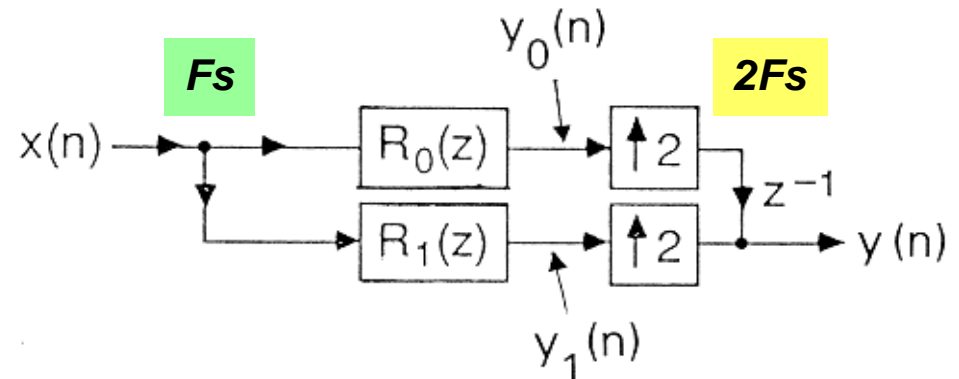 y₀(n)
Fs
2Fs
x(n)
R₀(z)
↑2
z⁻¹
R₁(z)
↑2
y(n)
y₁(n)